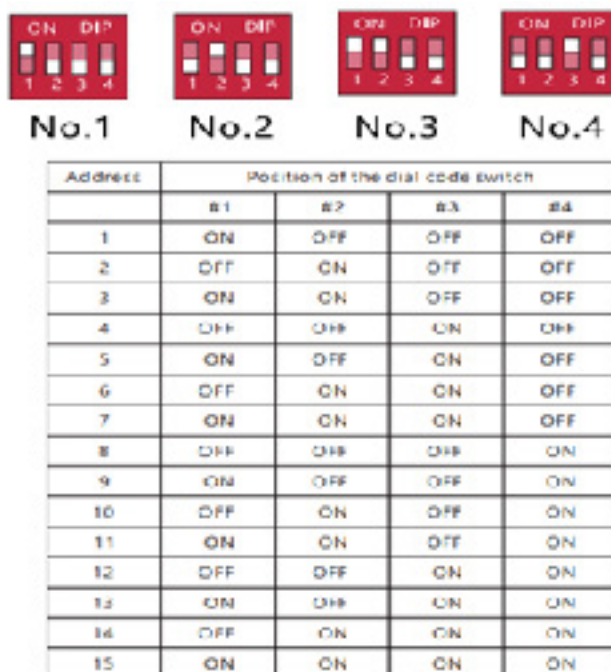 ON DIP ON DIP ON DIP ON DIP
1 2 3 4 1 2 3 4 1 2 3 4 1 2 3 4
No.1 No.2 No.3 No.4
Address Position of the dial code switch
#1 #2 #3 #4
1 ON OFF OFF OFF
2 OFF ON OFF OFF
3 ON ON OFF OFF
4 OFF OFF ON OFF
5 ON OFF ON OFF
6 OFF ON ON OFF
7 ON ON ON OFF
8 OFF OFF OFF ON
9 ON OFF OFF ON
10 OFF ON OFF ON
11 ON ON OFF ON
12 OFF OFF ON ON
13 ON OFF ON ON
14 OFF ON ON ON
15 ON ON ON ON